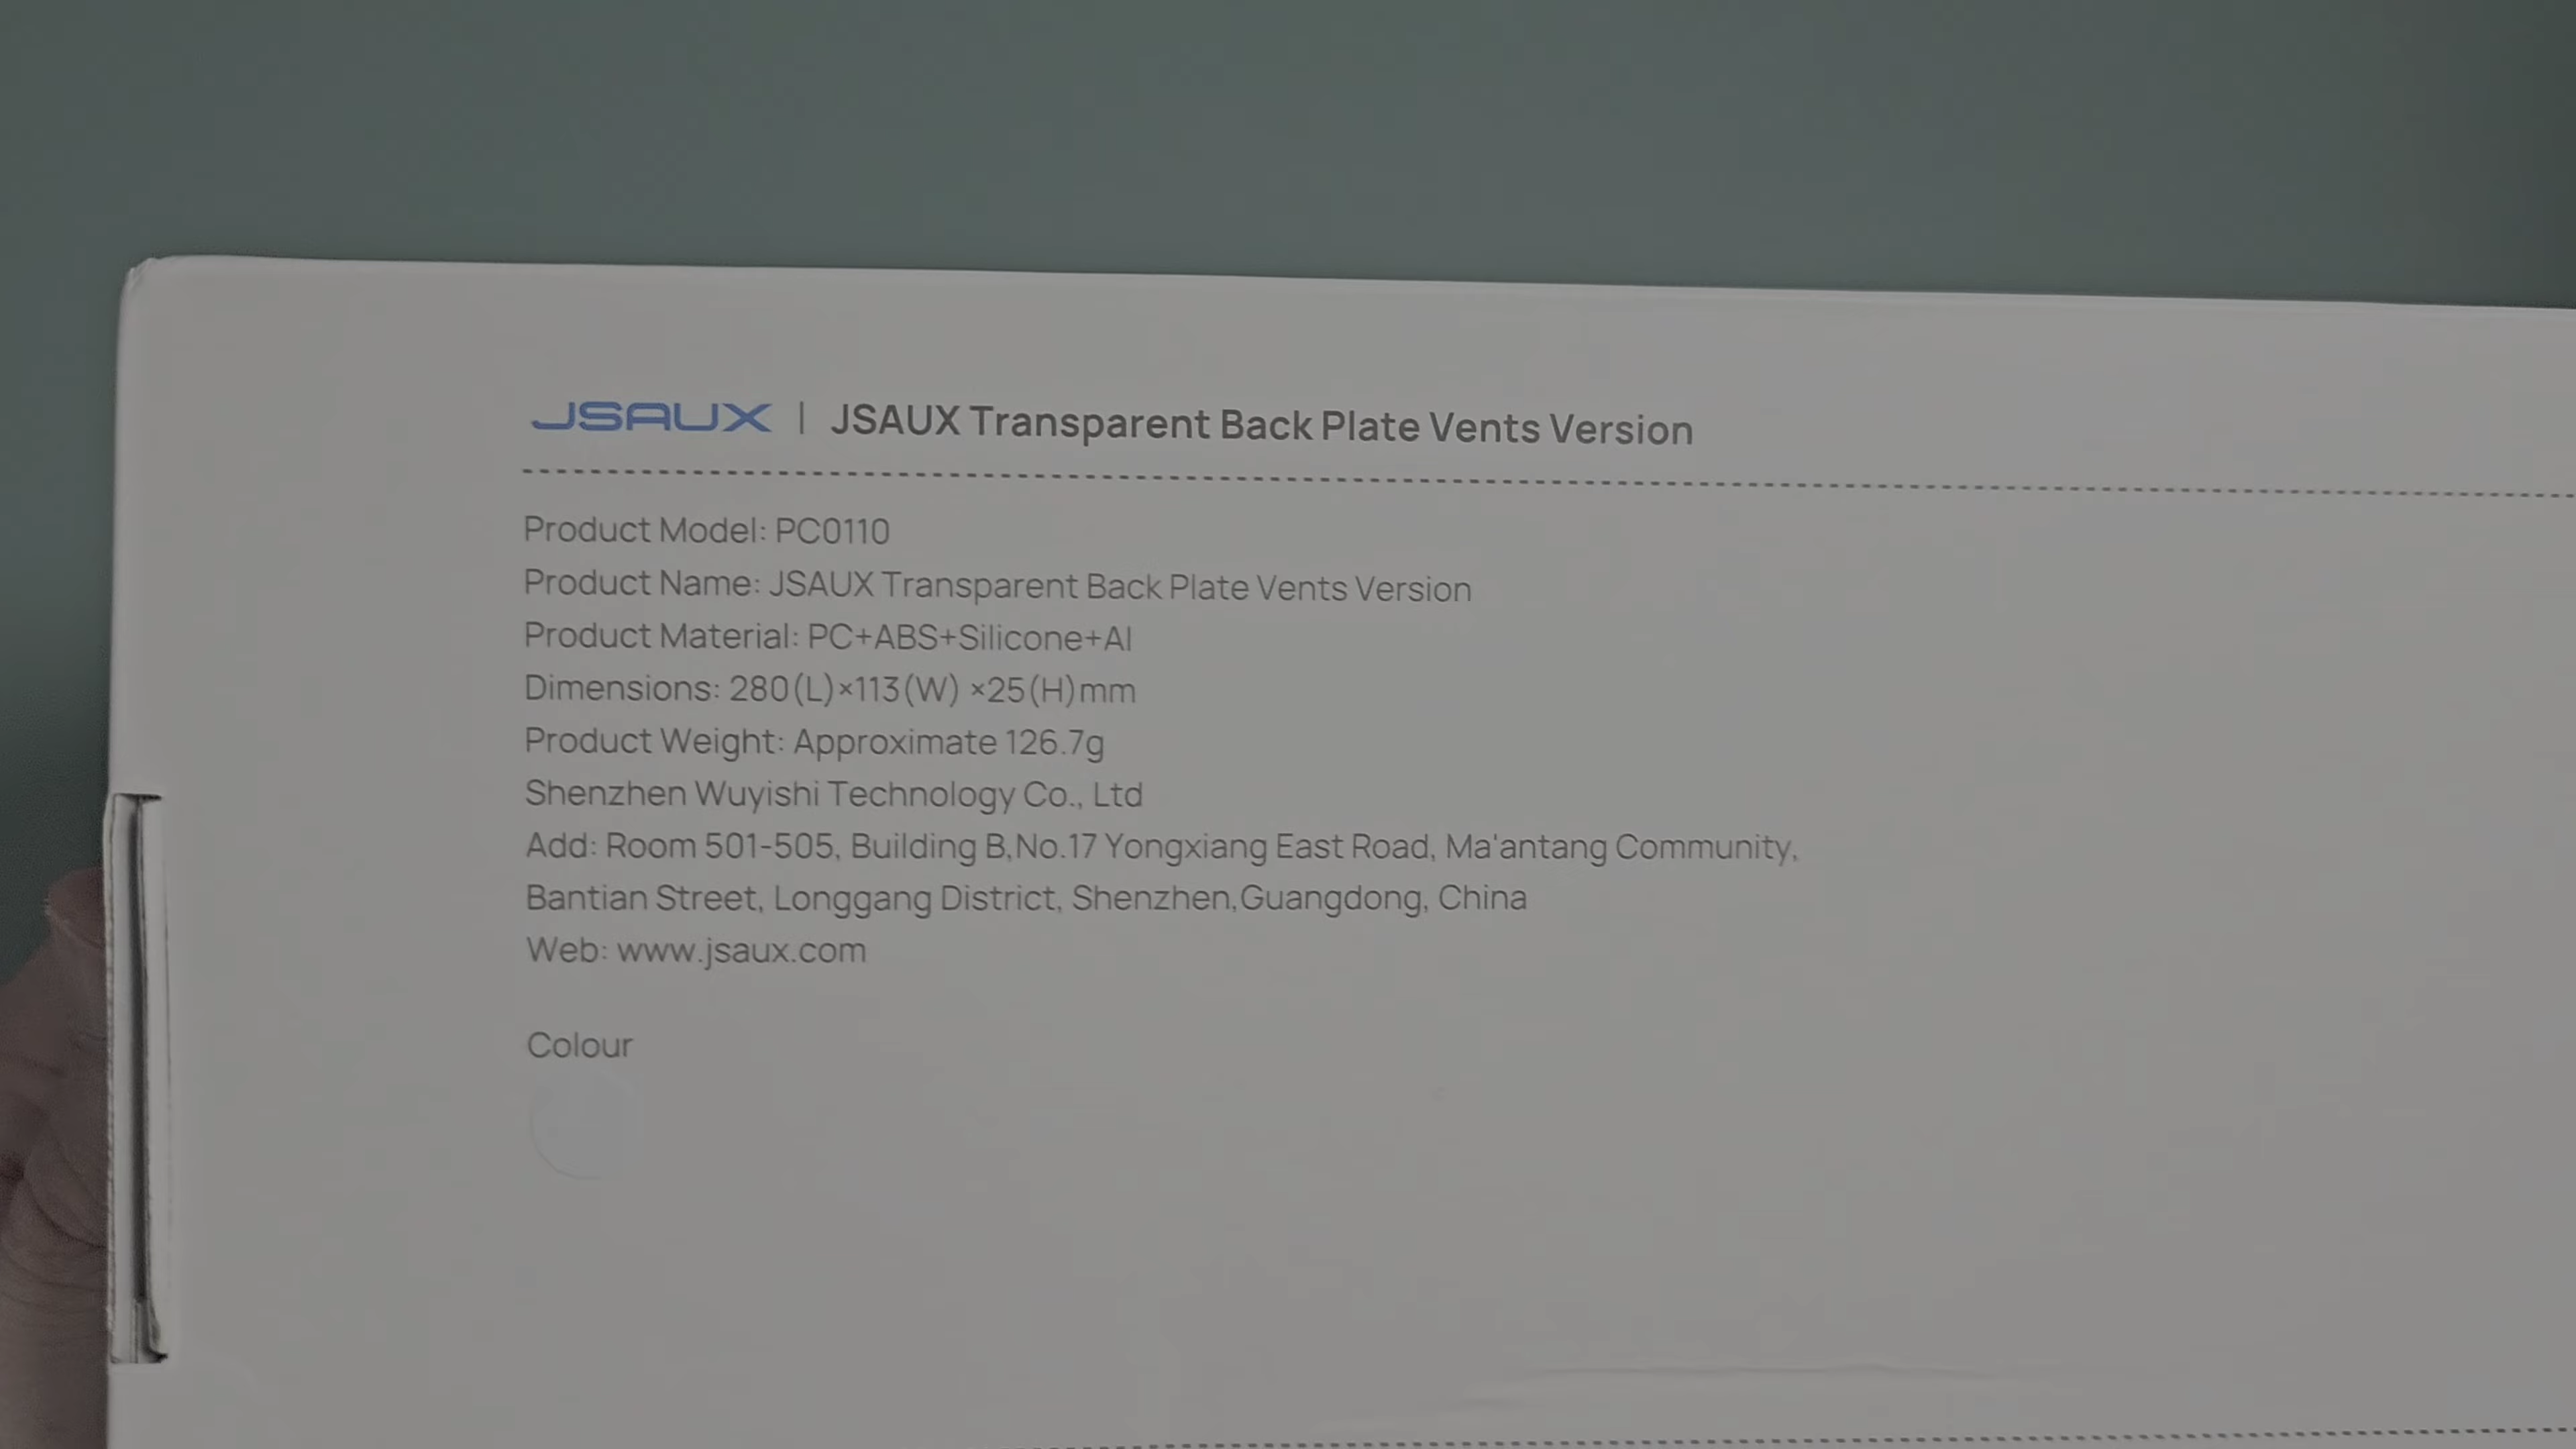 JSAUX | JSAUX Transparent Back Plate Vents Version
Product Model: PC0110
Product Name: JSAUX Transparent Back Plate Vents Version
Product Material: PC+ABS+Silicone+Al
Dimensions: 280(L)×113(W) ×25(H)mm
Product Weight: Approximate 126.7g
Shenzhen Wuyishi Technology Co., Ltd
Add: Room 501-505, Building B,No.17 Yongxiang East Road, Ma'antang Community,
Bantian Street, Longgang District, Shenzhen,Guangdong, China
Web: www.jsaux.com
Colour